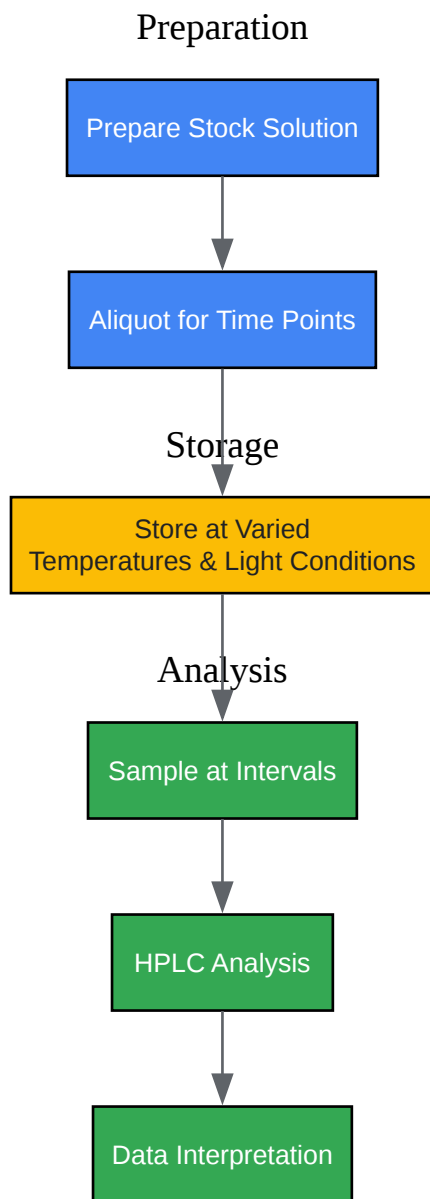 Preparation
Prepare Stock Solution
Aliquot for Time Points
Storage
Store at Varied
Temperatures & Light Conditions
Analysis
Sample at Intervals
HPLC Analysis
Data Interpretation